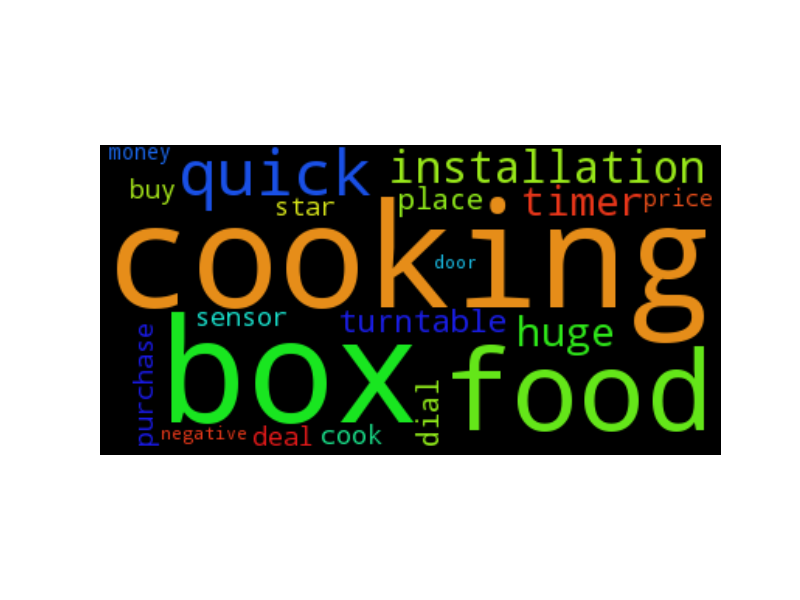 money
quick
installation
buy
star
place
timer
price
cooking
door
sensor
turntable
huge
purchase
box
food
dial
negative
deal
cook